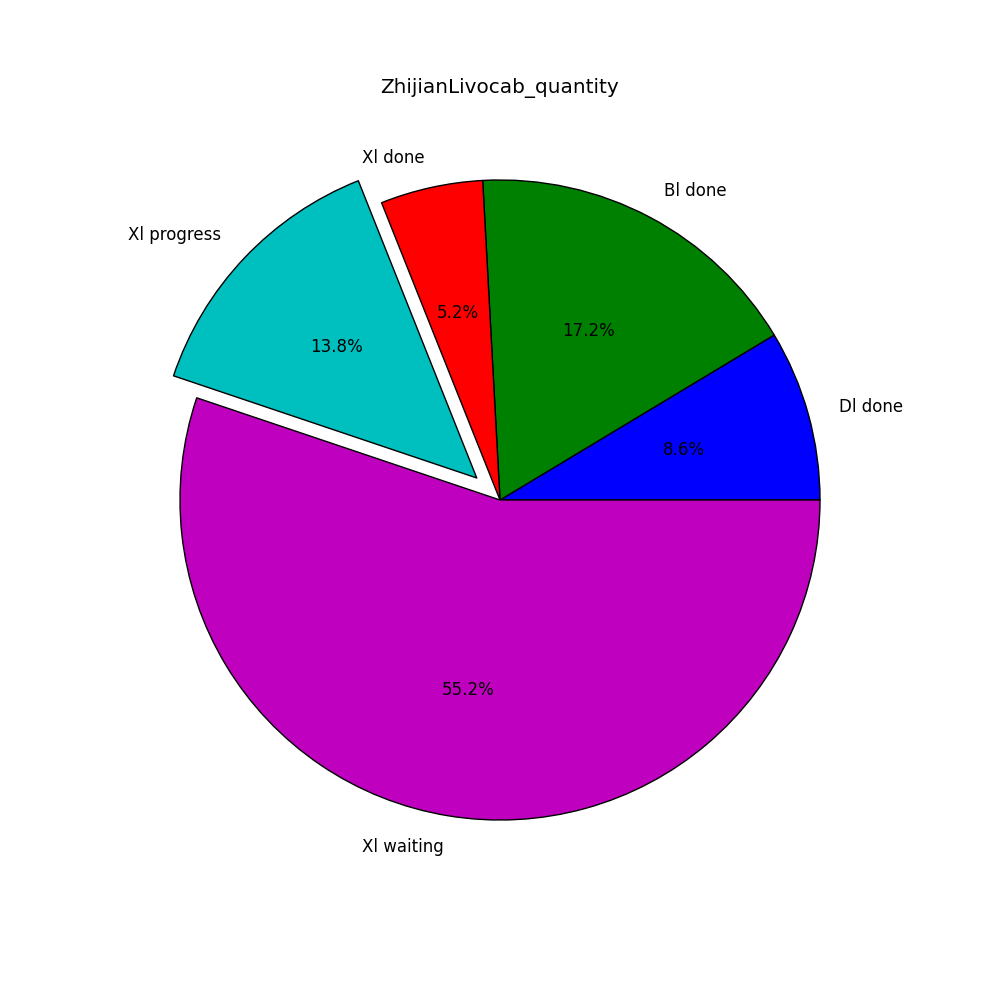 ZhijianLivocab_quantity
Xl done
Bl done
Xl progress
5.2%
17.2%
13.8%
Dl done
8.6%
55.2%
Xl waiting